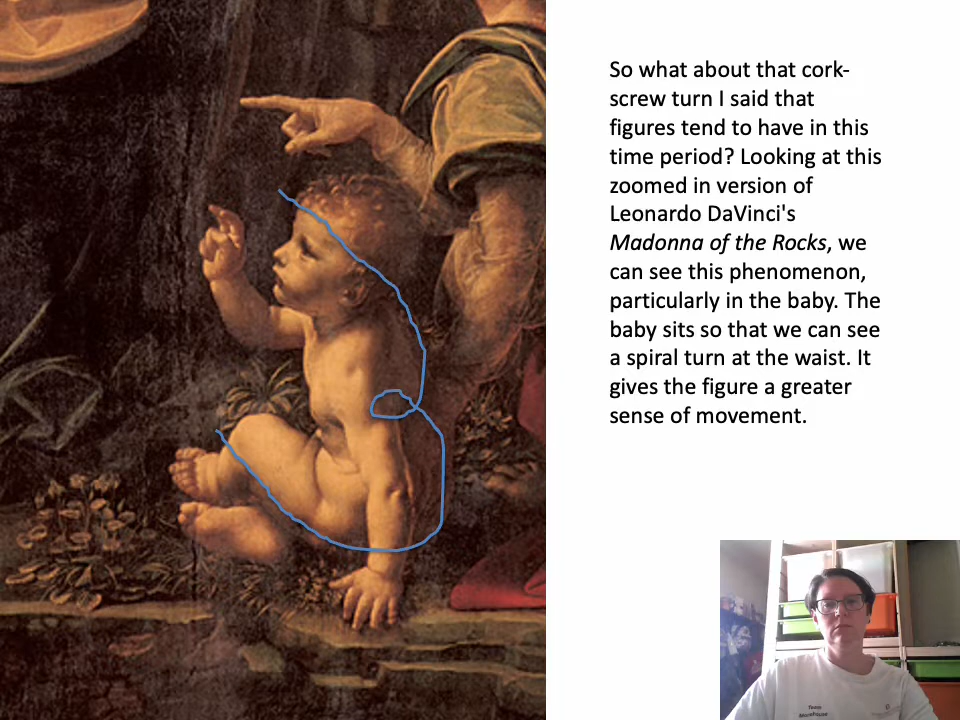 So what about that cork-
screw turn I said that
figures tend to have in this
time period? Looking at this
zoomed in version of
Leonardo DaVinci's
Madonna of the Rocks, we
can see this phenomenon,
particularly in the baby. The
baby sits so that we can see
a spiral turn at the waist. It
gives the figure a greater
sense of movement.
Team